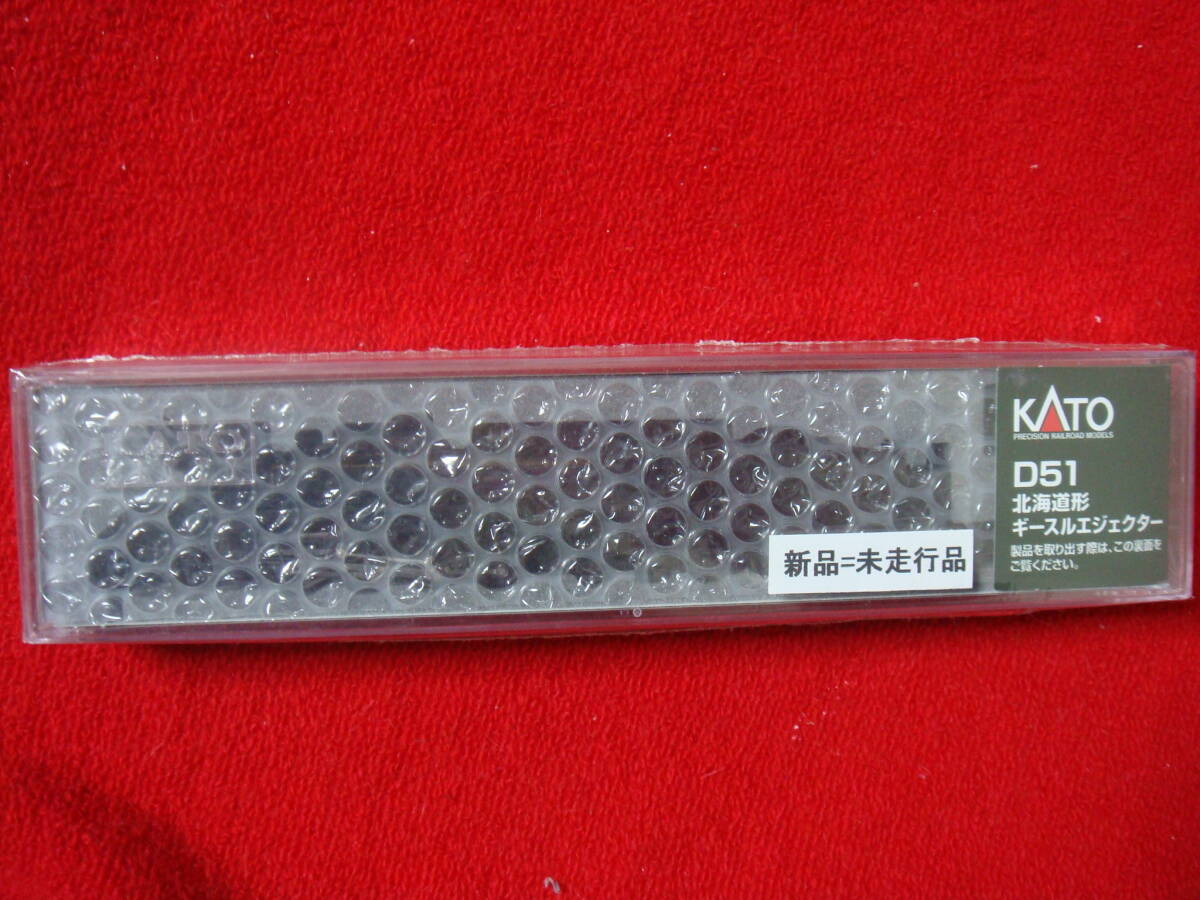 KATO
PRECISION RAILROAD MODELS
D51
北海道形
ギースルエジェクター
製品を取り出す際は、この裏面を
ご覧ください。
新品=未走行品